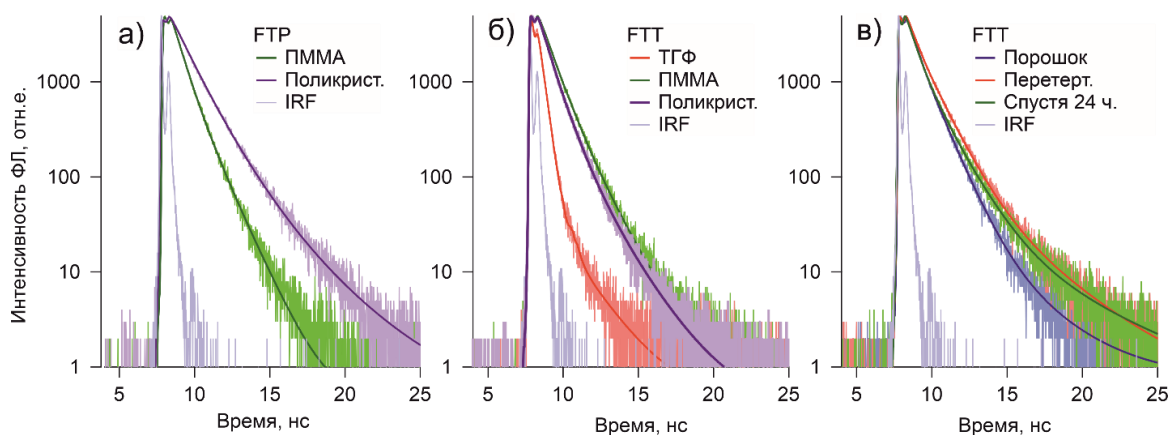 а)
FTP
ПММА
Поликрист.
IRF
б)
FTT
ТГФ
ПММА
Поликрист.
IRF
в)
FTT
Порошок
Перетерт.
Спустя 24 ч.
IRF
Интенсивность ФЛ, отн.е.
1000
100
10
1
5 10 15 20 25
Время, нс
1000
100
10
1
5 10 15 20 25
Время, нс
1000
100
10
1
5 10 15 20 25
Время, нс